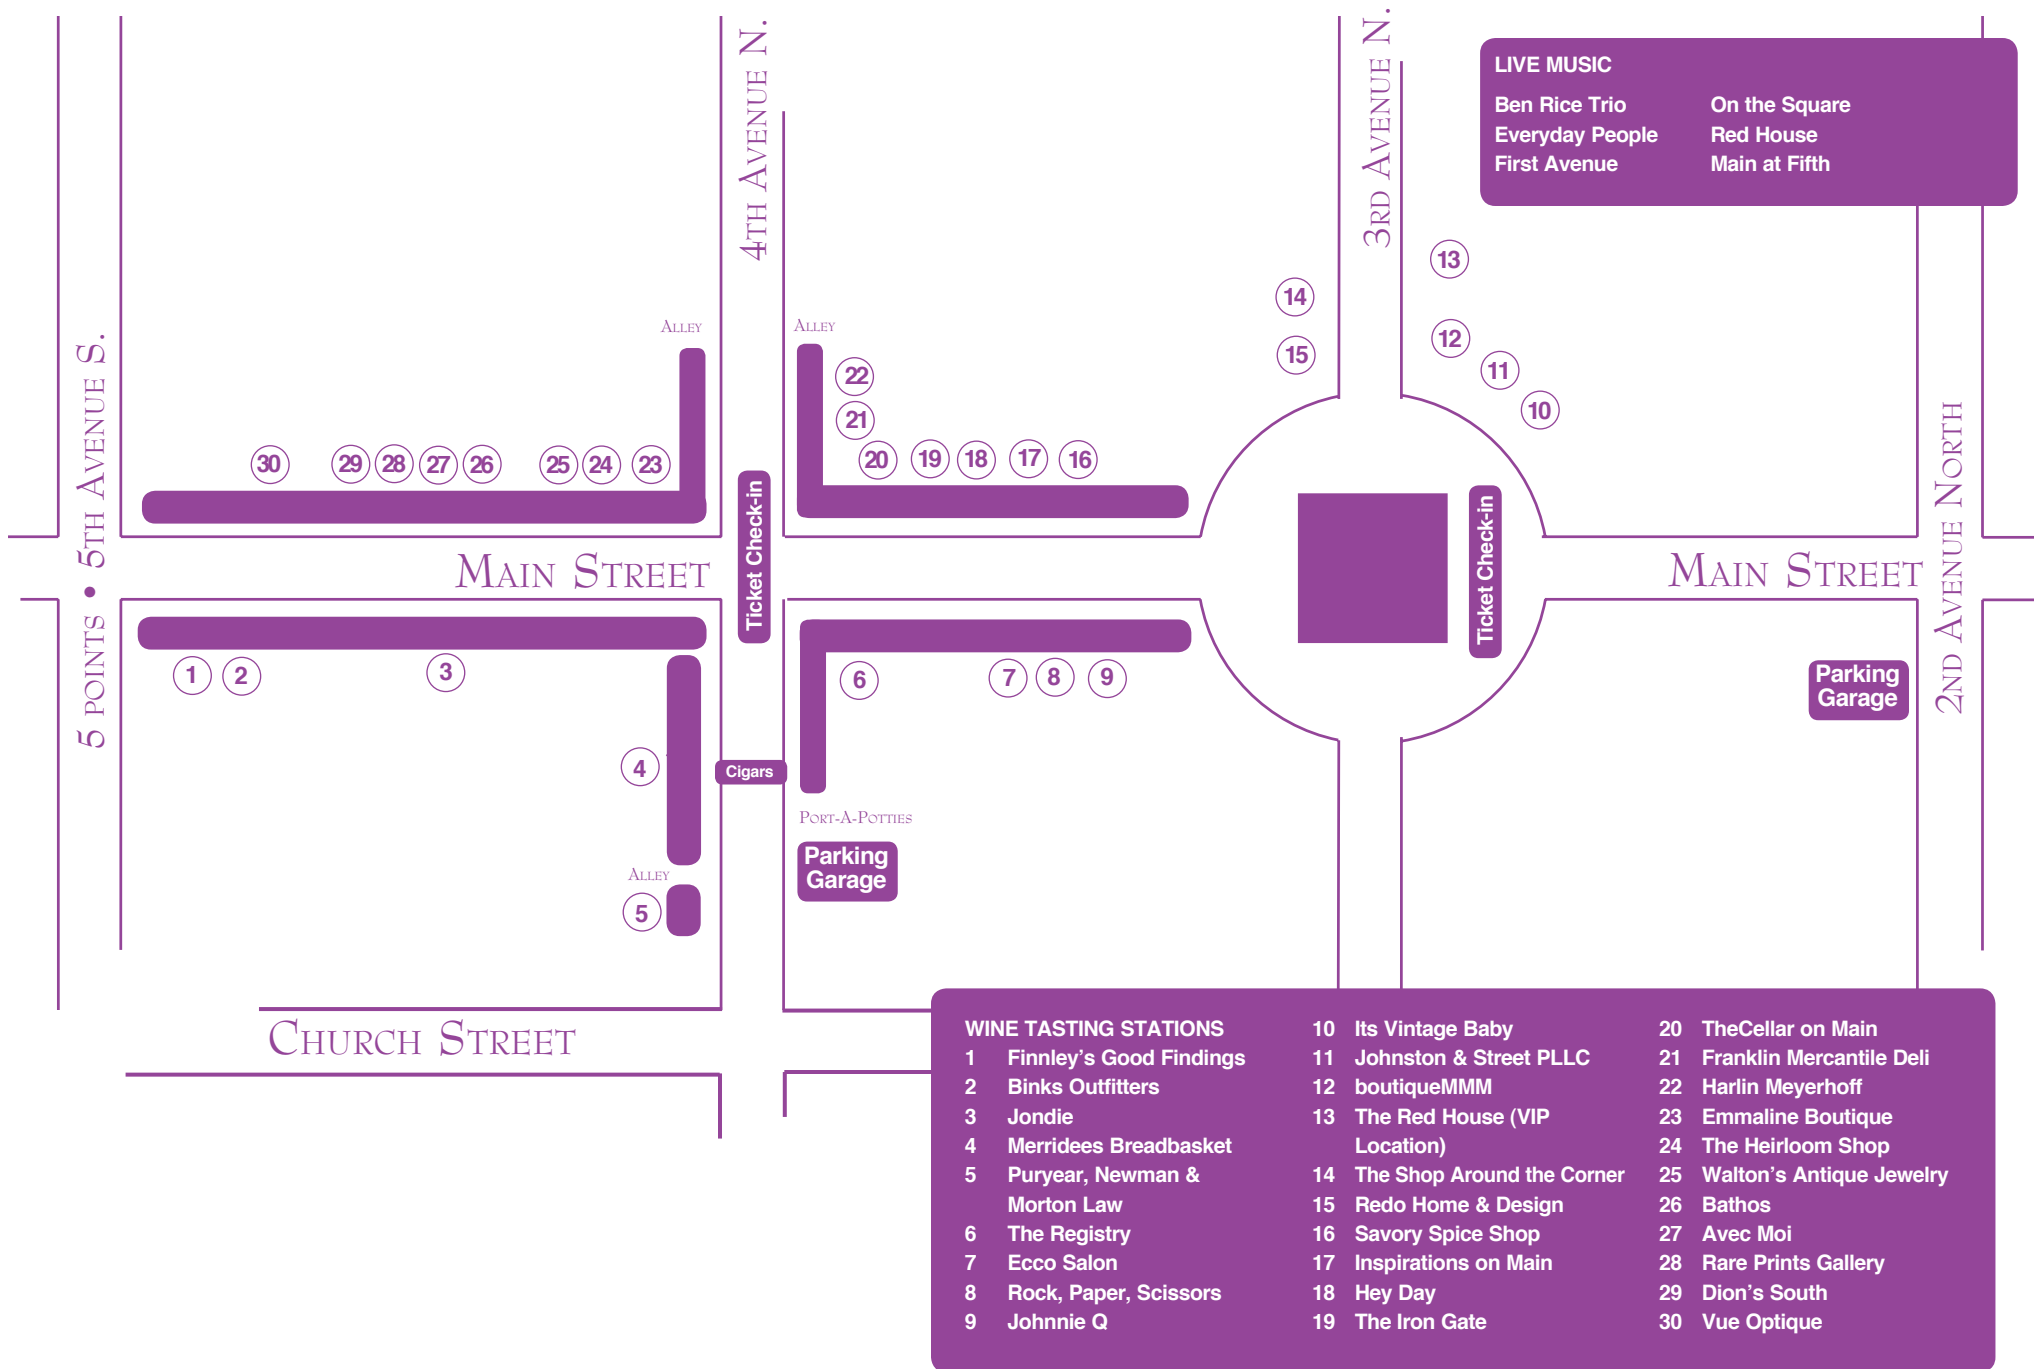 4TH AVENUE N.
3RD AVENUE N.
LIVE MUSIC
Ben Rice Trio On the Square
Everyday People Red House
First Avenue Main at Fifth
13
14
12
15
11
10
ALLEY
ALLEY
22
21
30 29 28 27 26 25 24 23
20 19 18 17 16
5 POINTS • 5TH AVENUE S.
Ticket Check-in
Ticket Check-in
MAIN STREET
MAIN STREET
2ND AVENUE NORTH
1 2 3
6 7 8 9
Parking
Garage
4
Cigars
PORT-A-POTTIES
Parking
Garage
ALLEY
5
CHURCH STREET
WINE TASTING STATIONS
1 Finnley’s Good Findings
2 Binks Outfitters
3 Jondie
4 Merridees Breadbasket
5 Puryear, Newman &
Morton Law
6 The Registry
7 Ecco Salon
8 Rock, Paper, Scissors
9 Johnnie Q
10 Its Vintage Baby
11 Johnston & Street PLLC
12 boutiqueMMM
13 The Red House (VIP
Location)
14 The Shop Around the Corner
15 Redo Home & Design
16 Savory Spice Shop
17 Inspirations on Main
18 Hey Day
19 The Iron Gate
20 TheCellar on Main
21 Franklin Mercantile Deli
22 Harlin Meyerhoff
23 Emmaline Boutique
24 The Heirloom Shop
25 Walton’s Antique Jewelry
26 Bathos
27 Avec Moi
28 Rare Prints Gallery
29 Dion’s South
30 Vue Optique